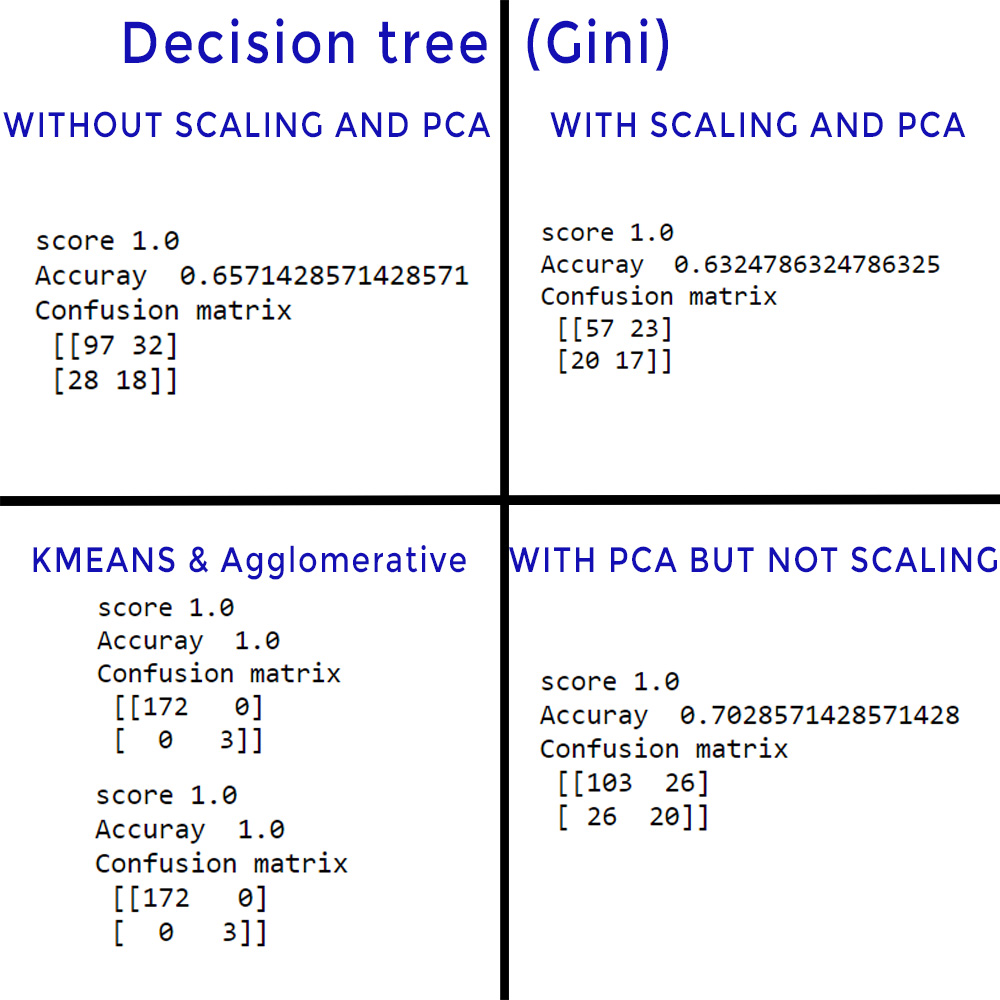 Decision tree (Gini)
WITHOUT SCALING AND PCA
score 1.0
Accuray  0.6571428571428571
Confusion matrix
[[97 32]
[28 18]]
WITH SCALING AND PCA
score 1.0
Accuray  0.6324786324786325
Confusion matrix
[[57 23]
[20 17]]
KMEANS & Agglomerative
score 1.0
Accuray  1.0
Confusion matrix
[[172   0]
[  0   3]]
score 1.0
Accuray  1.0
Confusion matrix
[[172   0]
[  0   3]]
WITH PCA BUT NOT SCALING
score 1.0
Accuray  0.7028571428571428
Confusion matrix
[[103  26]
[ 26  20]]